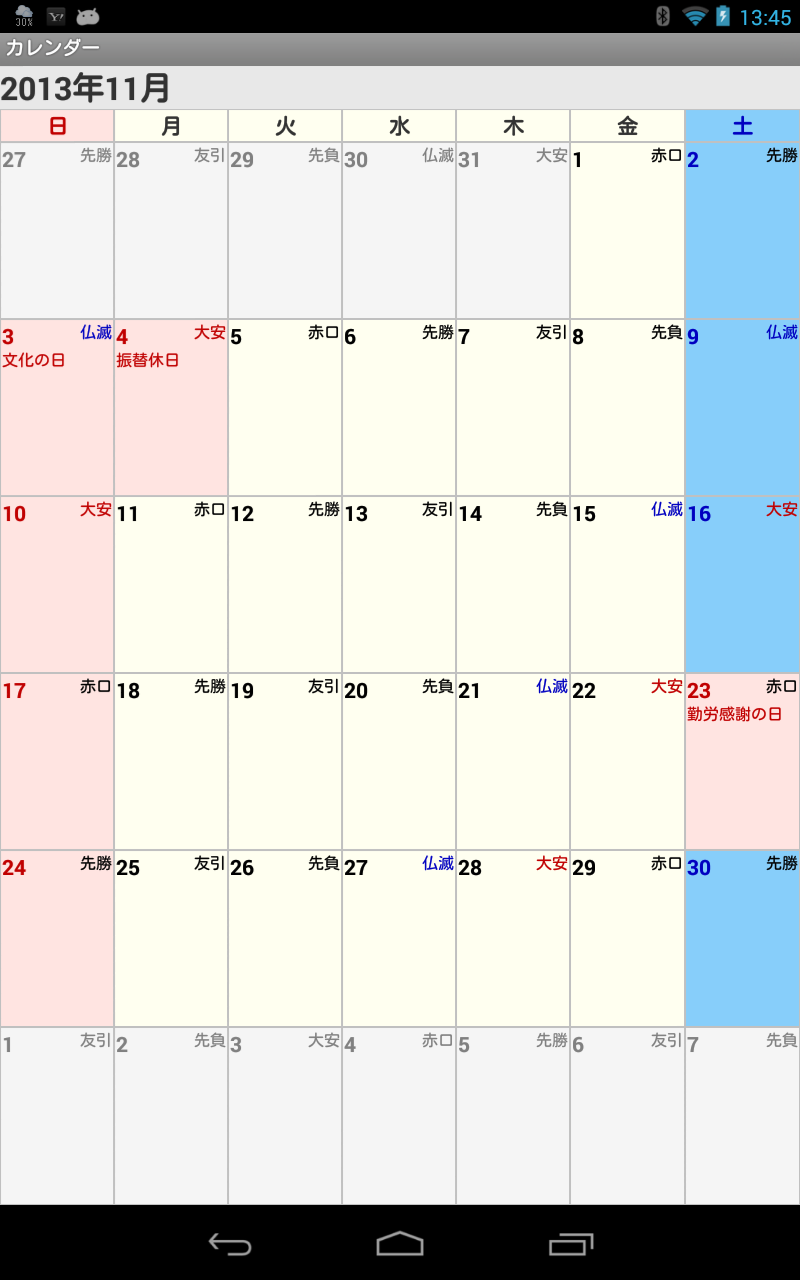 30% Y! 13:45
カレンダー
2013年11月
日 月 火 水 木 金 土
27 先勝 28 友引 29 先負 30 仏滅 31 大安 1 赤口 2 先勝
3 仏滅 4 大安 5 赤口 6 先勝 7 友引 8 先負 9 仏滅
文化の日 振替休日
10 大安 11 赤口 12 先勝 13 友引 14 先負 15 仏滅 16 大安
17 赤口 18 先勝 19 友引 20 先負 21 仏滅 22 大安 23 赤口
勤労感謝の日
24 先勝 25 友引 26 先負 27 仏滅 28 大安 29 赤口 30 先勝
1 友引 2 先負 3 大安 4 赤口 5 先勝 6 友引 7 先負